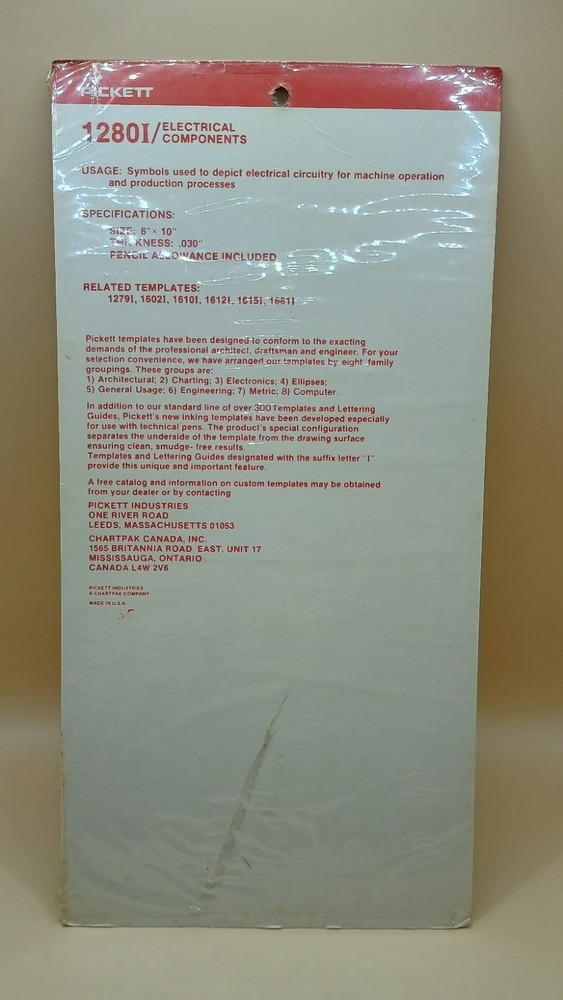 PICKETT
1280I/ELECTRICAL
COMPONENTS
USAGE: Symbols used to depict electrical circuitry for machine operation
and production processes
SPECIFICATIONS:
SIZE: 6" × 10"
THICKNESS: .030"
PENCIL ALLOWANCE INCLUDED
RELATED TEMPLATES:
1279I, 1602I, 1610I, 1612I, 1615I, 1661I
Pickett templates have been designed to conform to the exacting
demands of the professional architect, draftsman and engineer. For your
selection convenience, we have arranged our templates by eight family
groupings. These groups are:
1) Architectural; 2) Charting; 3) Electronics; 4) Ellipses;
5) General Usage; 6) Engineering; 7) Metric; 8) Computer.
In addition to our standard line of over 300 Templates and Lettering
Guides, Pickett's new inking templates have been developed especially
for use with technical pens. The product's special configuration
separates the underside of the template from the drawing surface
ensuring clean, smudge- free results.
Templates and Lettering Guides designated with the suffix letter "I"
provide this unique and important feature.
A free catalog and information on custom templates may be obtained
from your dealer or by contacting
PICKETT INDUSTRIES
ONE RIVER ROAD
LEEDS, MASSACHUSETTS 01053
CHARTPAK CANADA, INC.
1565 BRITANNIA ROAD EAST, UNIT 17
MISSISSAUGA, ONTARIO
CANADA L4W 2V6
PICKETT INDUSTRIES
A CHARTPAK COMPANY
MADE IN U.S.A.